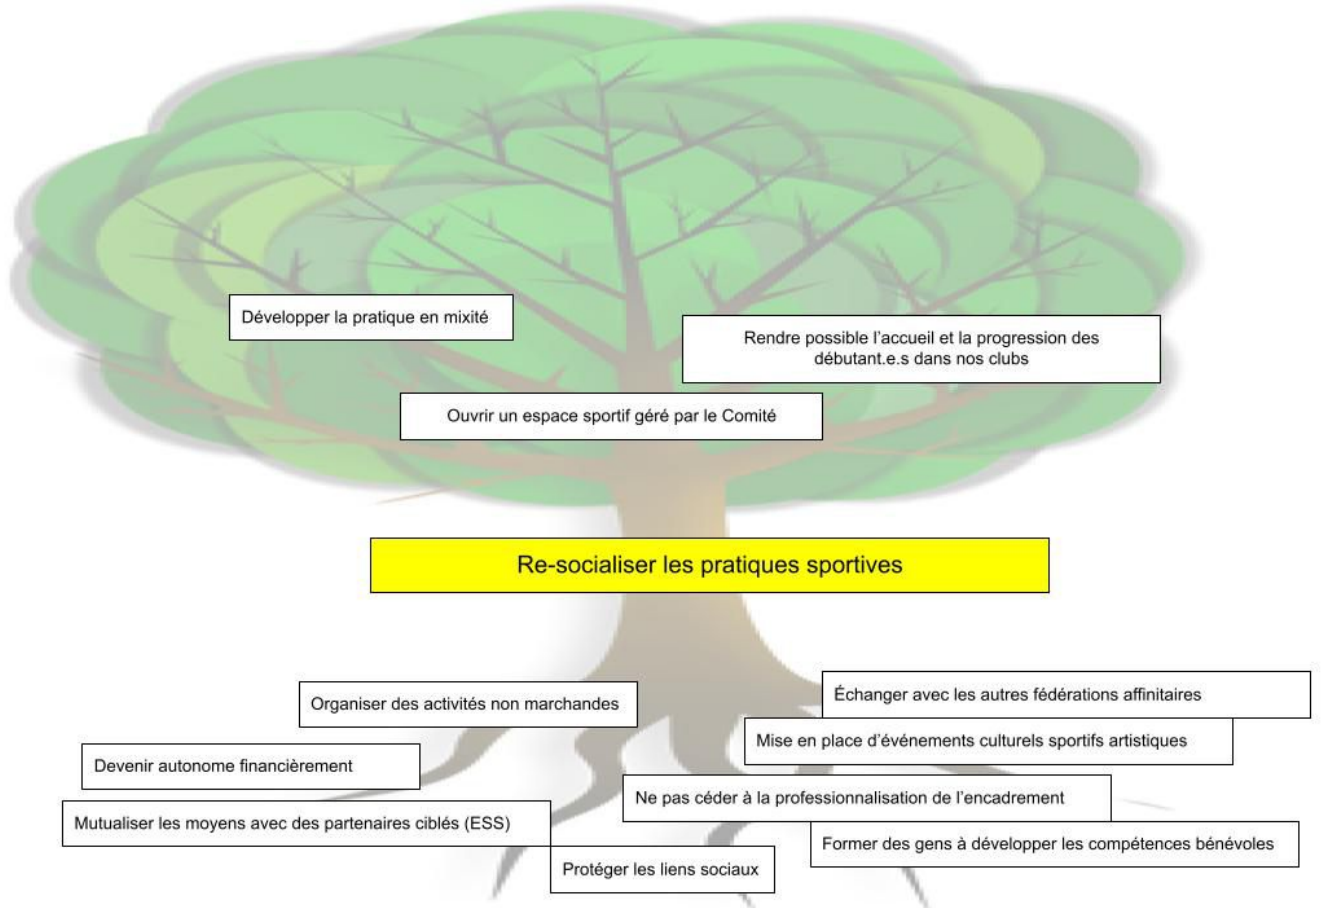 Développer la pratique en mixité
Rendre possible l’accueil et la progression des
débutant.e.s dans nos clubs
Ouvrir un espace sportif géré par le Comité
Re-socialiser les pratiques sportives
Organiser des activités non marchandes
Échanger avec les autres fédérations affinitaires
Mise en place d’événements culturels sportifs artistiques
Devenir autonome financièrement
Ne pas céder à la professionnalisation de l’encadrement
Mutualiser les moyens avec des partenaires ciblés (ESS)
Former des gens à développer les compétences bénévoles
Protéger les liens sociaux